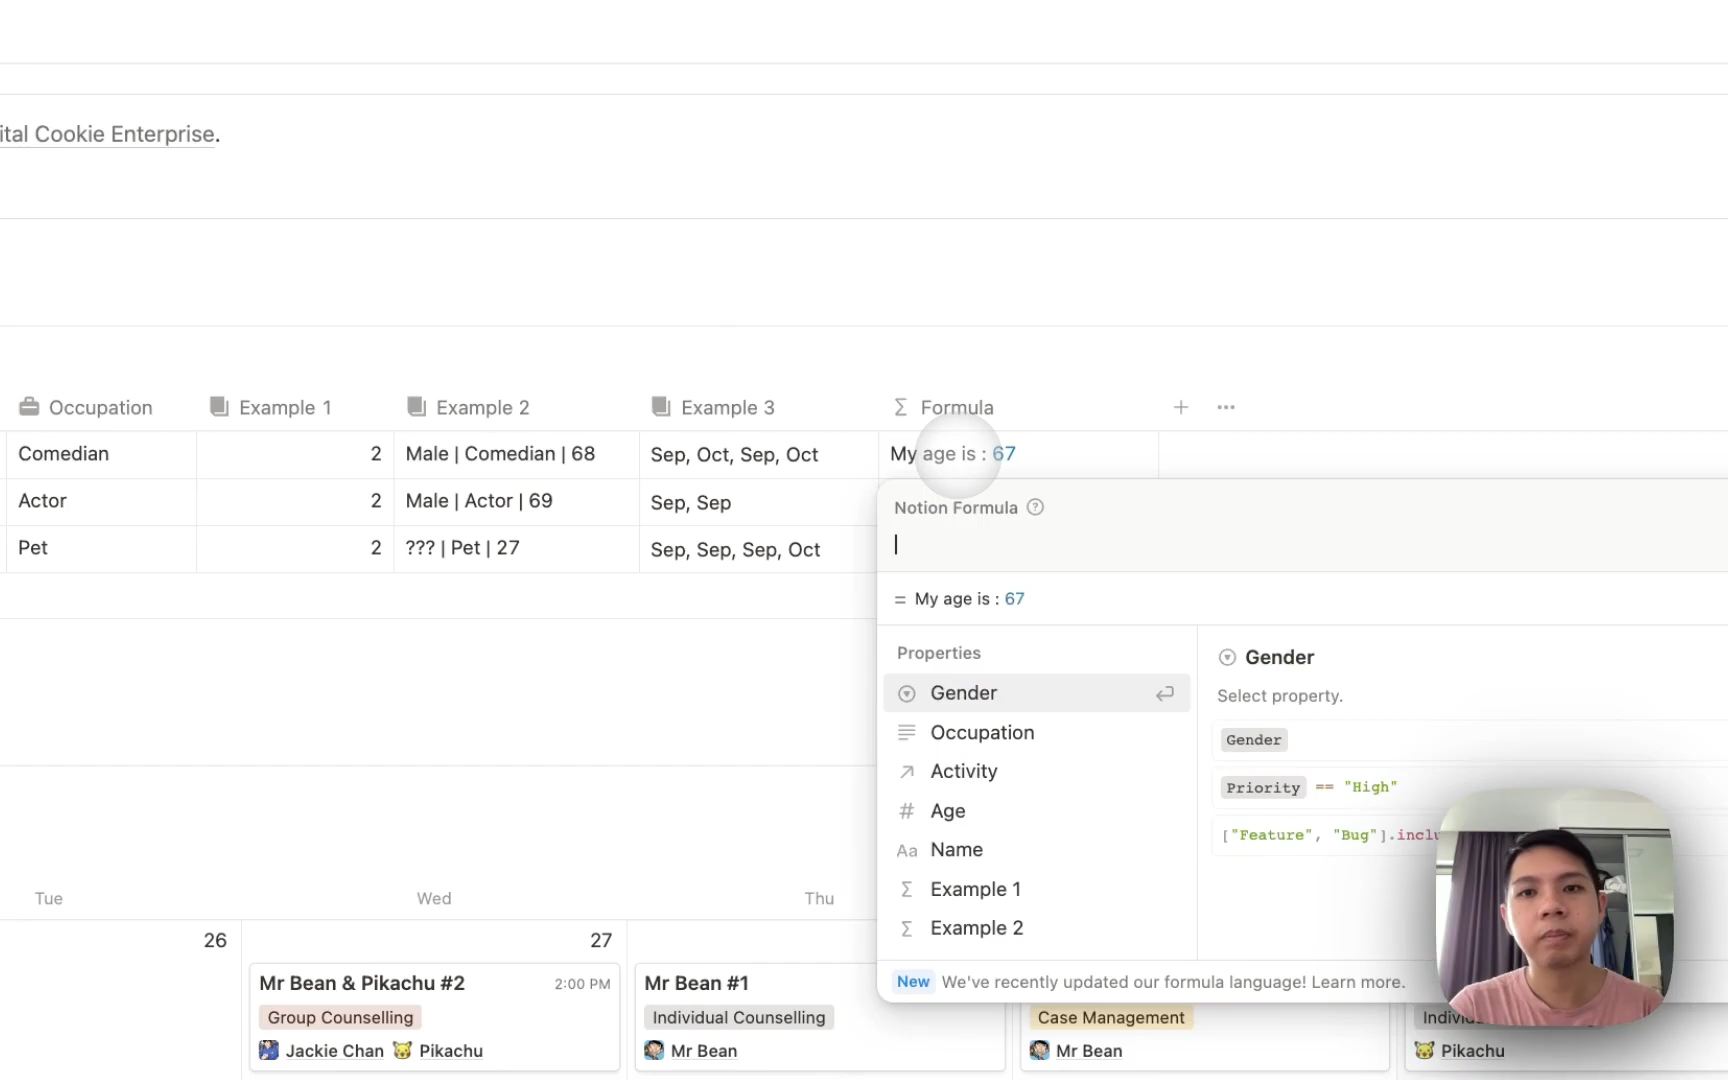 ital Cookie Enterprise.
Occupation Example 1 Example 2 Example 3 Formula
Comedian 2 Male | Comedian | 68 Sep, Oct, Sep, Oct My age is : 67
Actor 2 Male | Actor | 69 Sep, Sep
Pet 2 ??? | Pet | 27 Sep, Sep, Sep, Oct
Notion Formula
= My age is : 67
Properties
Gender
Occupation
Activity
Age
Name
Example 1
Example 2
Gender
Select property.
Gender
Priority == "High"
["Feature", "Bug"].inclu
New We've recently updated our formula language! Learn more.
Tue Wed Thu
26 27
Mr Bean & Pikachu #2 2:00 PM
Group Counselling
Jackie Chan Pikachu
Mr Bean #1
Individual Counselling
Mr Bean
Case Management
Mr Bean
Individ
Pikachu